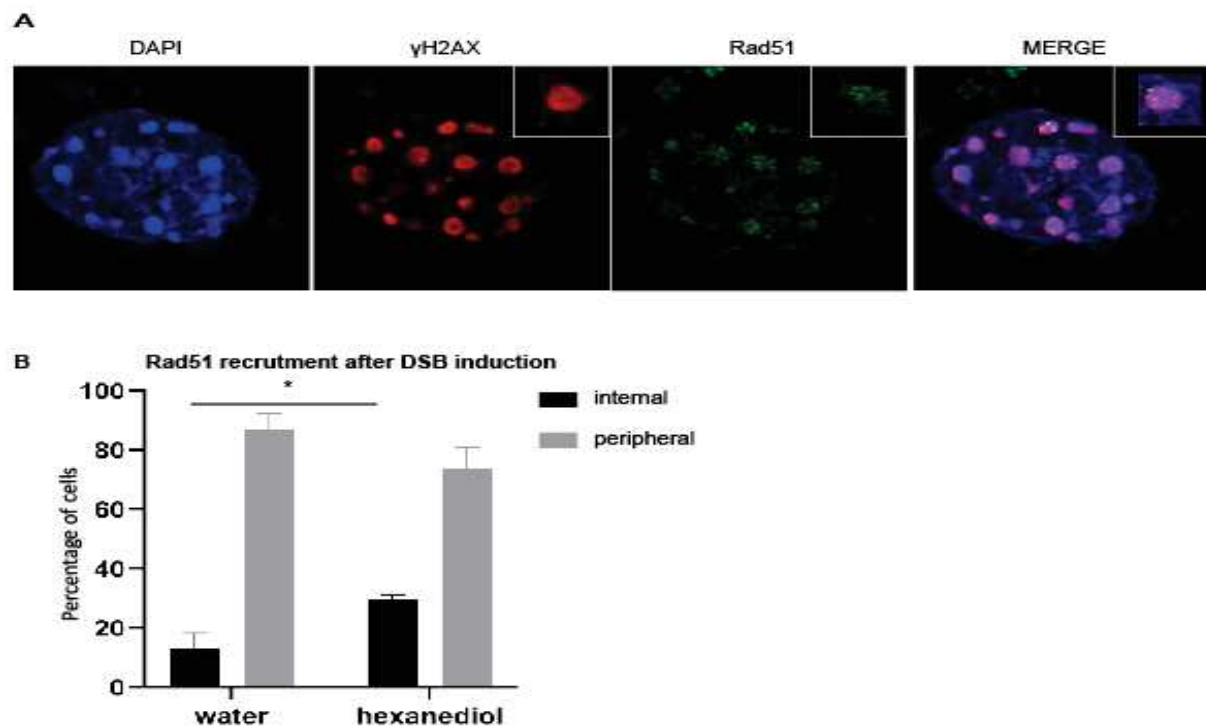 A
DAPI γH2AX Rad51 MERGE
B Rad51 recrutment after DSB induction
*
100
80
60
40
20
0
Percentage of cells
water hexanediol
internal
peripheral